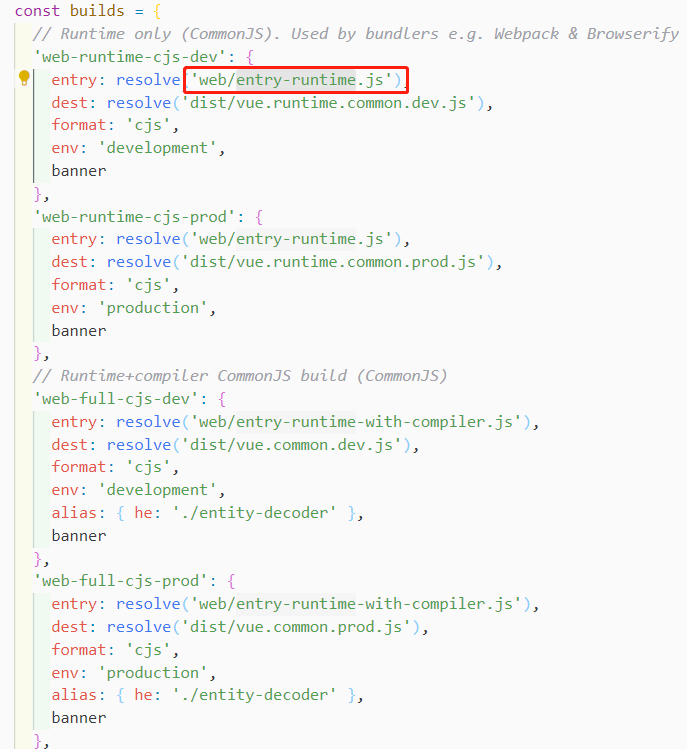 const builds = {
  // Runtime only (CommonJS). Used by bundlers e.g. Webpack & Browserify
  'web-runtime-cjs-dev': {
    entry: resolve('web/entry-runtime.js'),
    dest: resolve('dist/vue.runtime.common.dev.js'),
    format: 'cjs',
    env: 'development',
    banner
  },
  'web-runtime-cjs-prod': {
    entry: resolve('web/entry-runtime.js'),
    dest: resolve('dist/vue.runtime.common.prod.js'),
    format: 'cjs',
    env: 'production',
    banner
  },
  // Runtime+compiler CommonJS build (CommonJS)
  'web-full-cjs-dev': {
    entry: resolve('web/entry-runtime-with-compiler.js'),
    dest: resolve('dist/vue.common.dev.js'),
    format: 'cjs',
    env: 'development',
    alias: { he: './entity-decoder' },
    banner
  },
  'web-full-cjs-prod': {
    entry: resolve('web/entry-runtime-with-compiler.js'),
    dest: resolve('dist/vue.common.prod.js'),
    format: 'cjs',
    env: 'production',
    alias: { he: './entity-decoder' },
    banner
  },